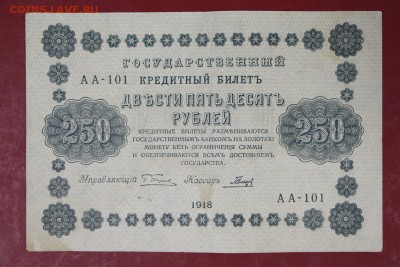 COINS.LAVE.RU
ГОСУДАРСТВЕННЫЙ
АА-101 КРЕДИТНЫЙ БИЛЕТЪ
ДВѢСТИ ПЯТЬ ДЕСЯТЪ
РУБЛЕЙ
250 250
КРЕДИТНЫЕ БИЛЕТЫ РАЗМѢНИВАЮТСЯ
ГОСУДАРСТВЕННЫМЪ БАНКОМЪ НА ЗОЛОТУЮ
МОНЕТУ БЕЗЪ ОГРАНИЧЕНІЯ СУММЫ
И ОБЕЗПЕЧИВАЮТСЯ ВСѢМЪ ДОСТОЯНІЕМЪ
ГОСУДАРСТВА.
Управляющій Кассиръ
АА-101
1918